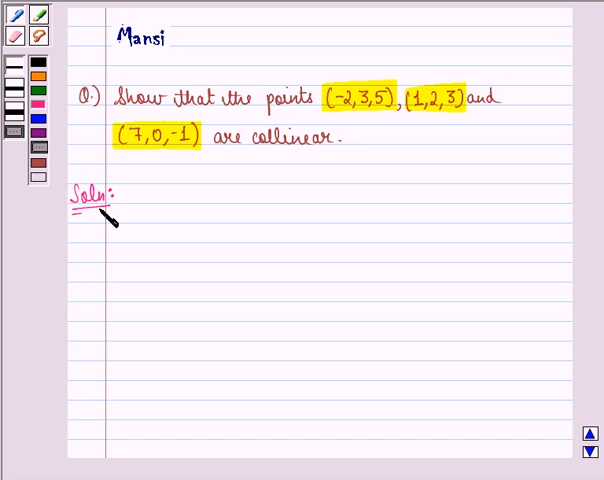 Mansi
Q.) Show that the points (-2,3,5), (1,2,3) and
(7,0,-1) are collinear.
Soln: